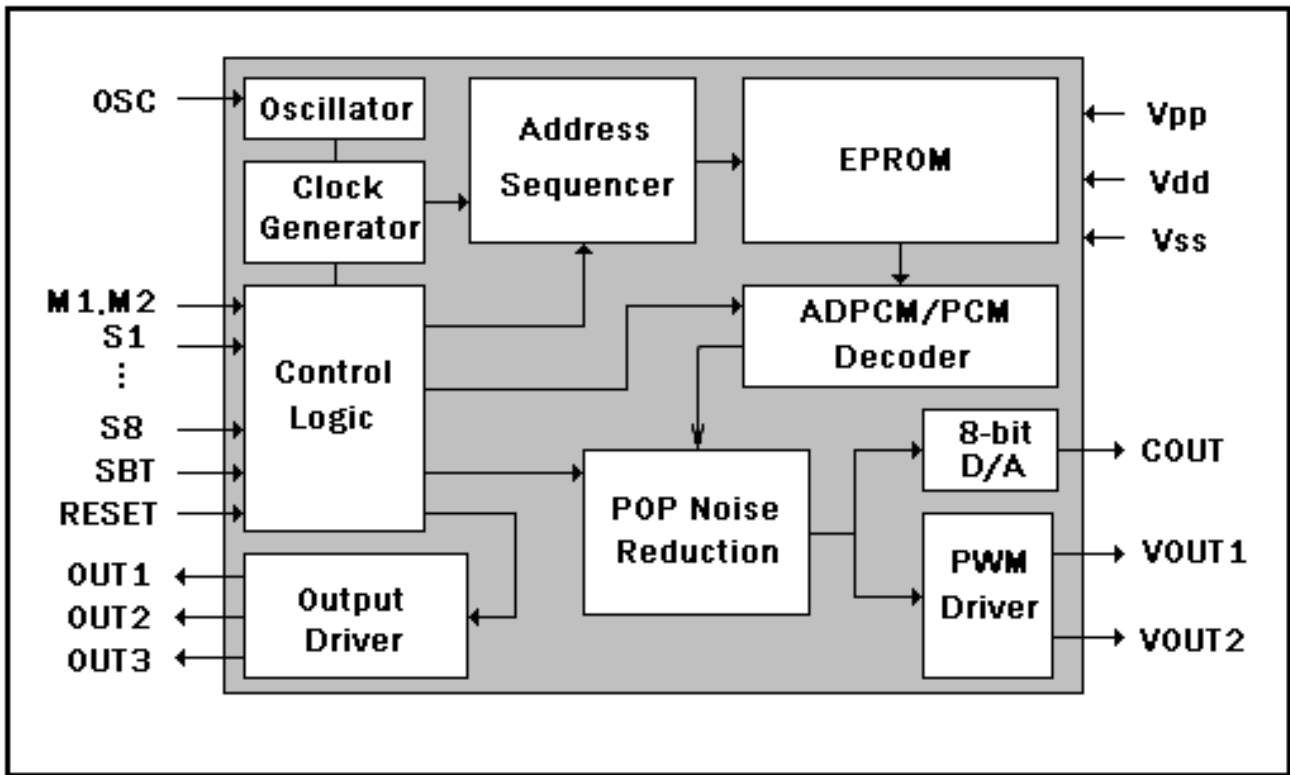 OSC
Oscillator
Clock
Generator
Address
Sequencer
EPROM
Vpp
Vdd
Vss
M1,M2
S1
⋮
S8
SBT
RESET
Control
Logic
ADPCM/PCM
Decoder
POP Noise
Reduction
8-bit
D/A
COUT
PWM
Driver
VOUT1
VOUT2
OUT1
OUT2
OUT3
Output
Driver